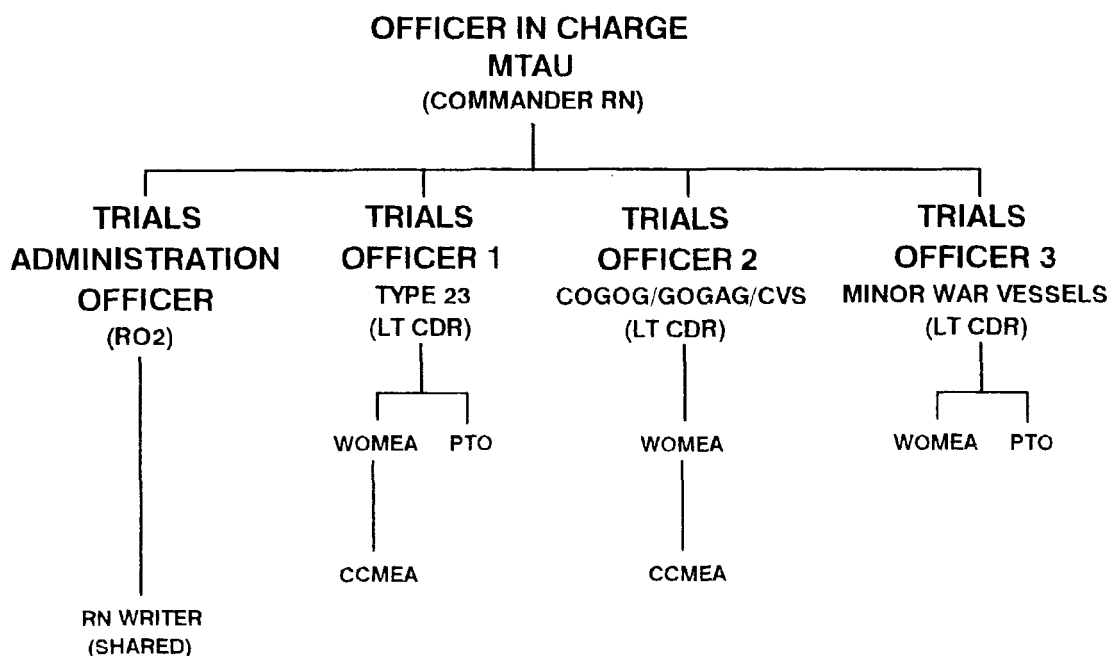 OFFICER IN CHARGE
MTAU
(COMMANDER RN)
TRIALS
ADMINISTRATION
OFFICER
(RO2)
RN WRITER
(SHARED)
TRIALS
OFFICER 1
TYPE 23
(LT CDR)
WOMEA PTO
CCMEA
TRIALS
OFFICER 2
COGOG/GOGAG/CVS
(LT CDR)
WOMEA
CCMEA
TRIALS
OFFICER 3
MINOR WAR VESSELS
(LT CDR)
WOMEA PTO